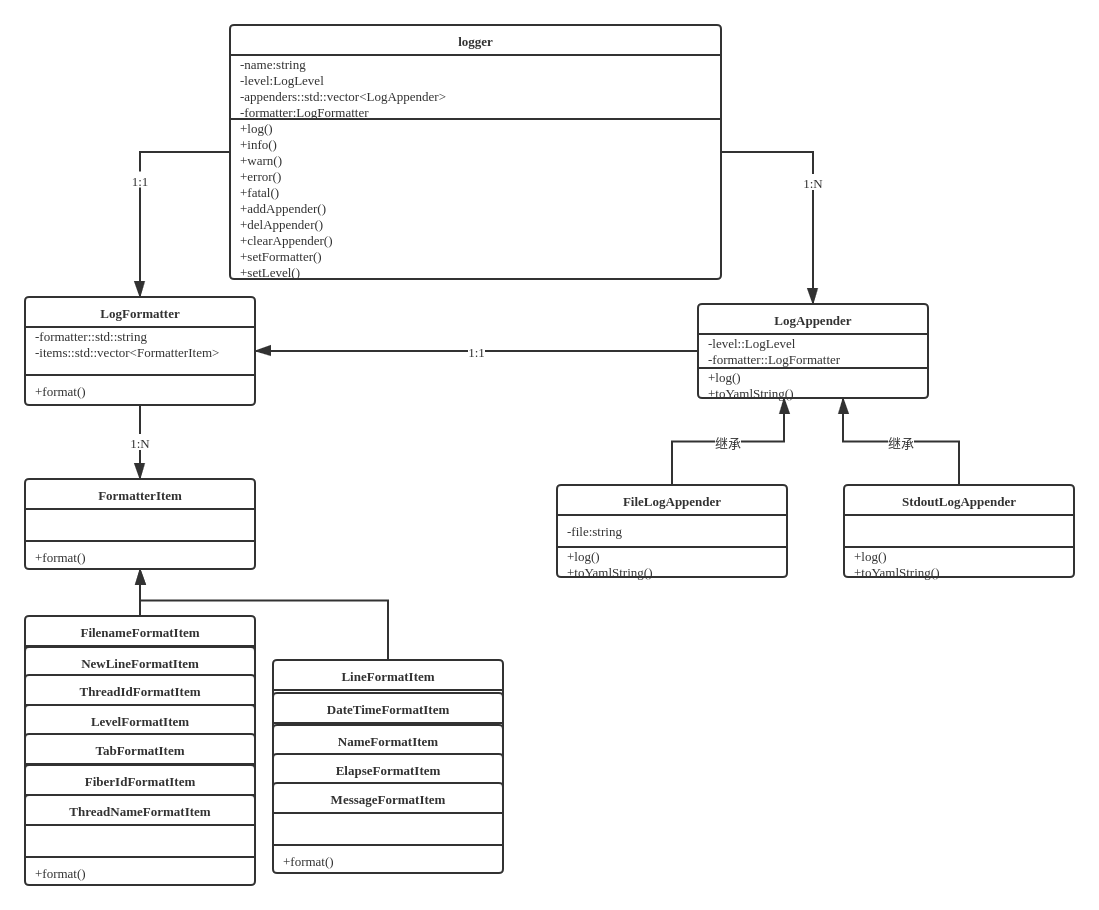 logger
-name:string
-level:LogLevel
-appenders::std::vector<LogAppender>
-formatter:LogFormatter
+log()
+info()
+warn()
+error()
+fatal()
+addAppender()
+delAppender()
+clearAppender()
+setFormatter()
+setLevel()
1:1
1:N
LogFormatter
-formatter::std::string
-items::std::vector<FormatterItem>
+format()
1:1
LogAppender
-level::LogLevel
-formatter::LogFormatter
+log()
+toYamlString()
1:N
继承
继承
FormatterItem
+format()
FileLogAppender
-file:string
+log()
+toYamlString()
StdoutLogAppender
+log()
+toYamlString()
FilenameFormatItem
NewLineFormatItem
ThreadIdFormatItem
LevelFormatItem
TabFormatItem
FiberIdFormatItem
ThreadNameFormatItem
+format()
LineFormatItem
DateTimeFormatItem
NameFormatItem
ElapseFormatItem
MessageFormatItem
+format()